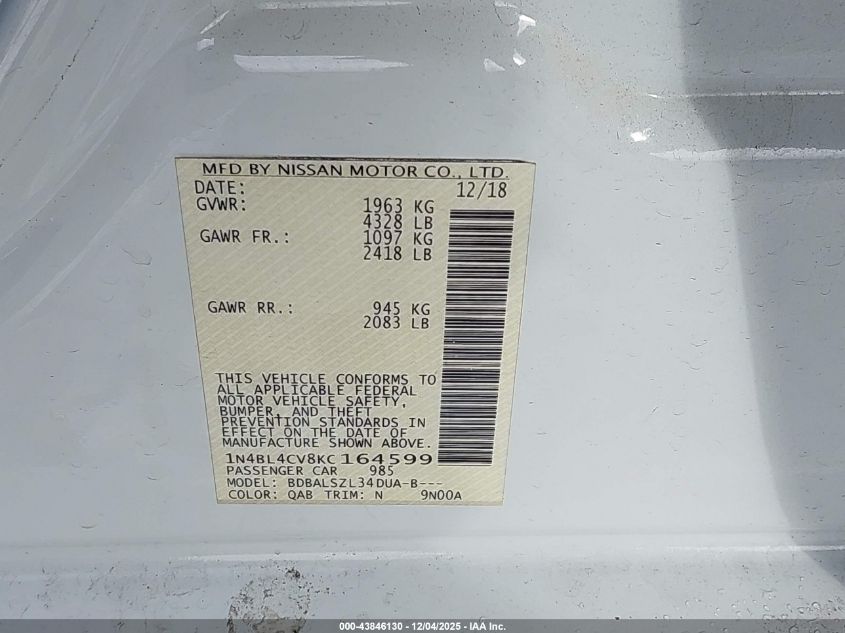 MFD BY NISSAN MOTOR CO., LTD.
DATE: 12/18
GVWR: 1963 KG
4328 LB
GAWR FR.: 1097 KG
2418 LB
GAWR RR.: 945 KG
2083 LB
THIS VEHICLE CONFORMS TO
ALL APPLICABLE FEDERAL
MOTOR VEHICLE SAFETY,
BUMPER, AND THEFT
PREVENTION STANDARDS IN
EFFECT ON THE DATE OF
MANUFACTURE SHOWN ABOVE.
1N4BL4CV8KC164599
PASSENGER CAR 985
MODEL: BDBALSZL34DUA-B---
COLOR: QAB TRIM: N 9N00A
000-43846130 - 12/04/2025 - IAA Inc.